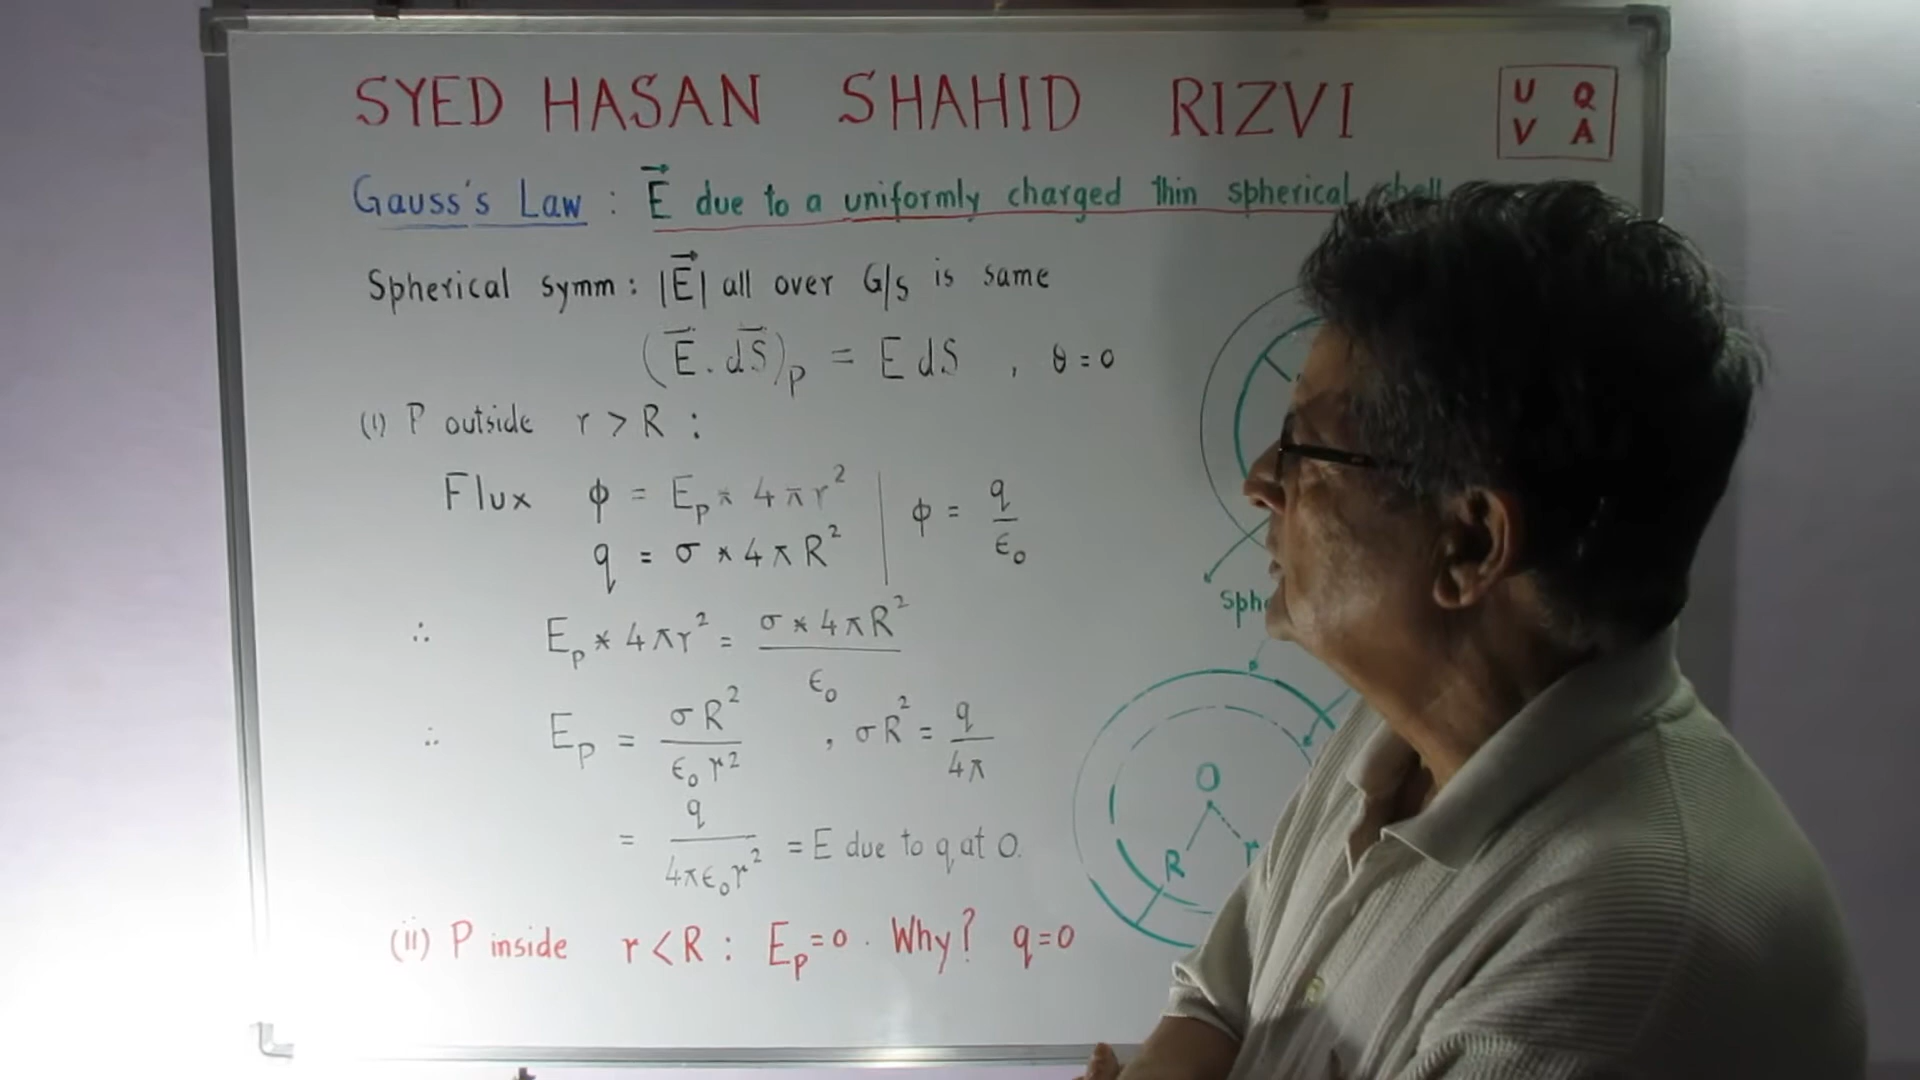 SYED HASAN SHAHID RIZVI
U Q
V A
Gauss's Law : E⃗ due to a uniformly charged thin spherical shell
Spherical symm : |E⃗| all over G/s is same
(E⃗ . dS⃗)ₚ = E dS , θ = 0
(i) P outside r > R :
Flux ϕ = Eₚ * 4πr²
q = σ * 4πR²
ϕ = q/ϵ₀
∴ Eₚ * 4πr² = σ * 4πR²/ϵ₀
∴ Eₚ = σR²/ϵ₀r² , σR² = q/4π
= q/4πϵ₀r² = E due to q at O.
(ii) P inside r < R : Eₚ = 0 . Why? q = 0
O
R
r